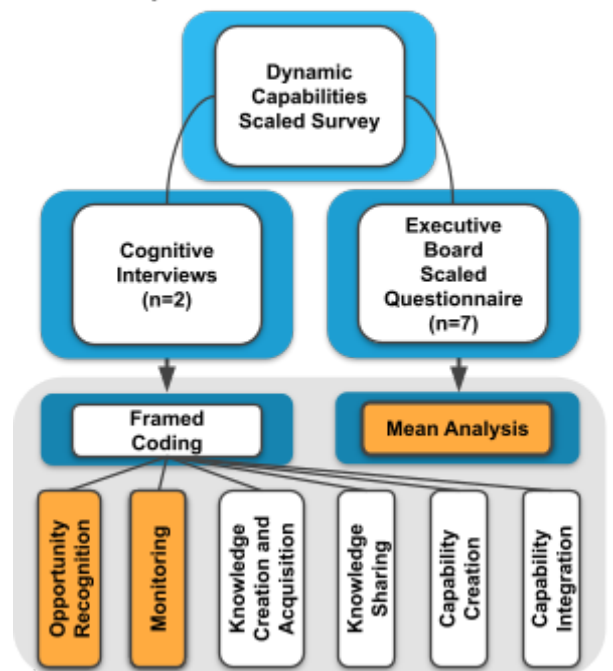 Dynamic
Capabilities
Scaled Survey
Cognitive
Interviews
(n=2)
Executive
Board
Scaled
Questionnaire
(n=7)
Framed
Coding
Mean Analysis
Opportunity
Recognition
Monitoring
Knowledge
Creation and
Acquisition
Knowledge
Sharing
Capability
Creation
Capability
Integration